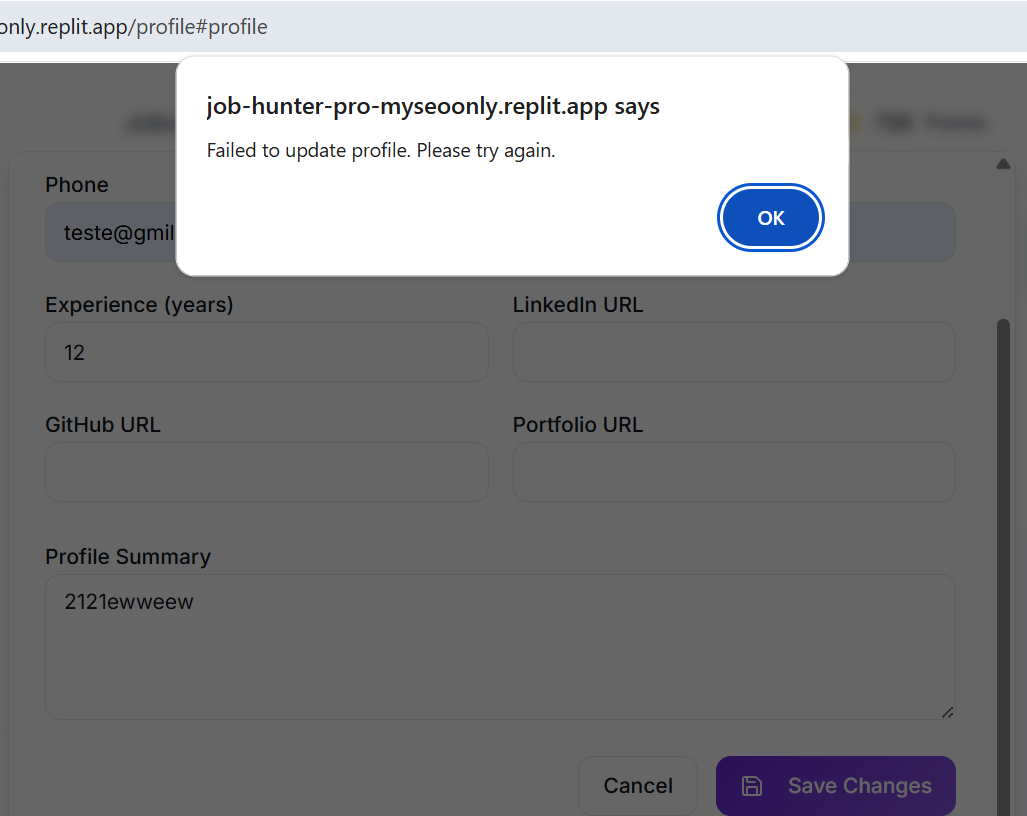 only.replit.app/profile#profile
job-hunter-pro-myseoonly.replit.app says
Failed to update profile. Please try again.
OK
Phone
teste@gmil
Experience (years)
LinkedIn URL
12
GitHub URL
Portfolio URL
Profile Summary
2121ewweew
Cancel
Save Changes